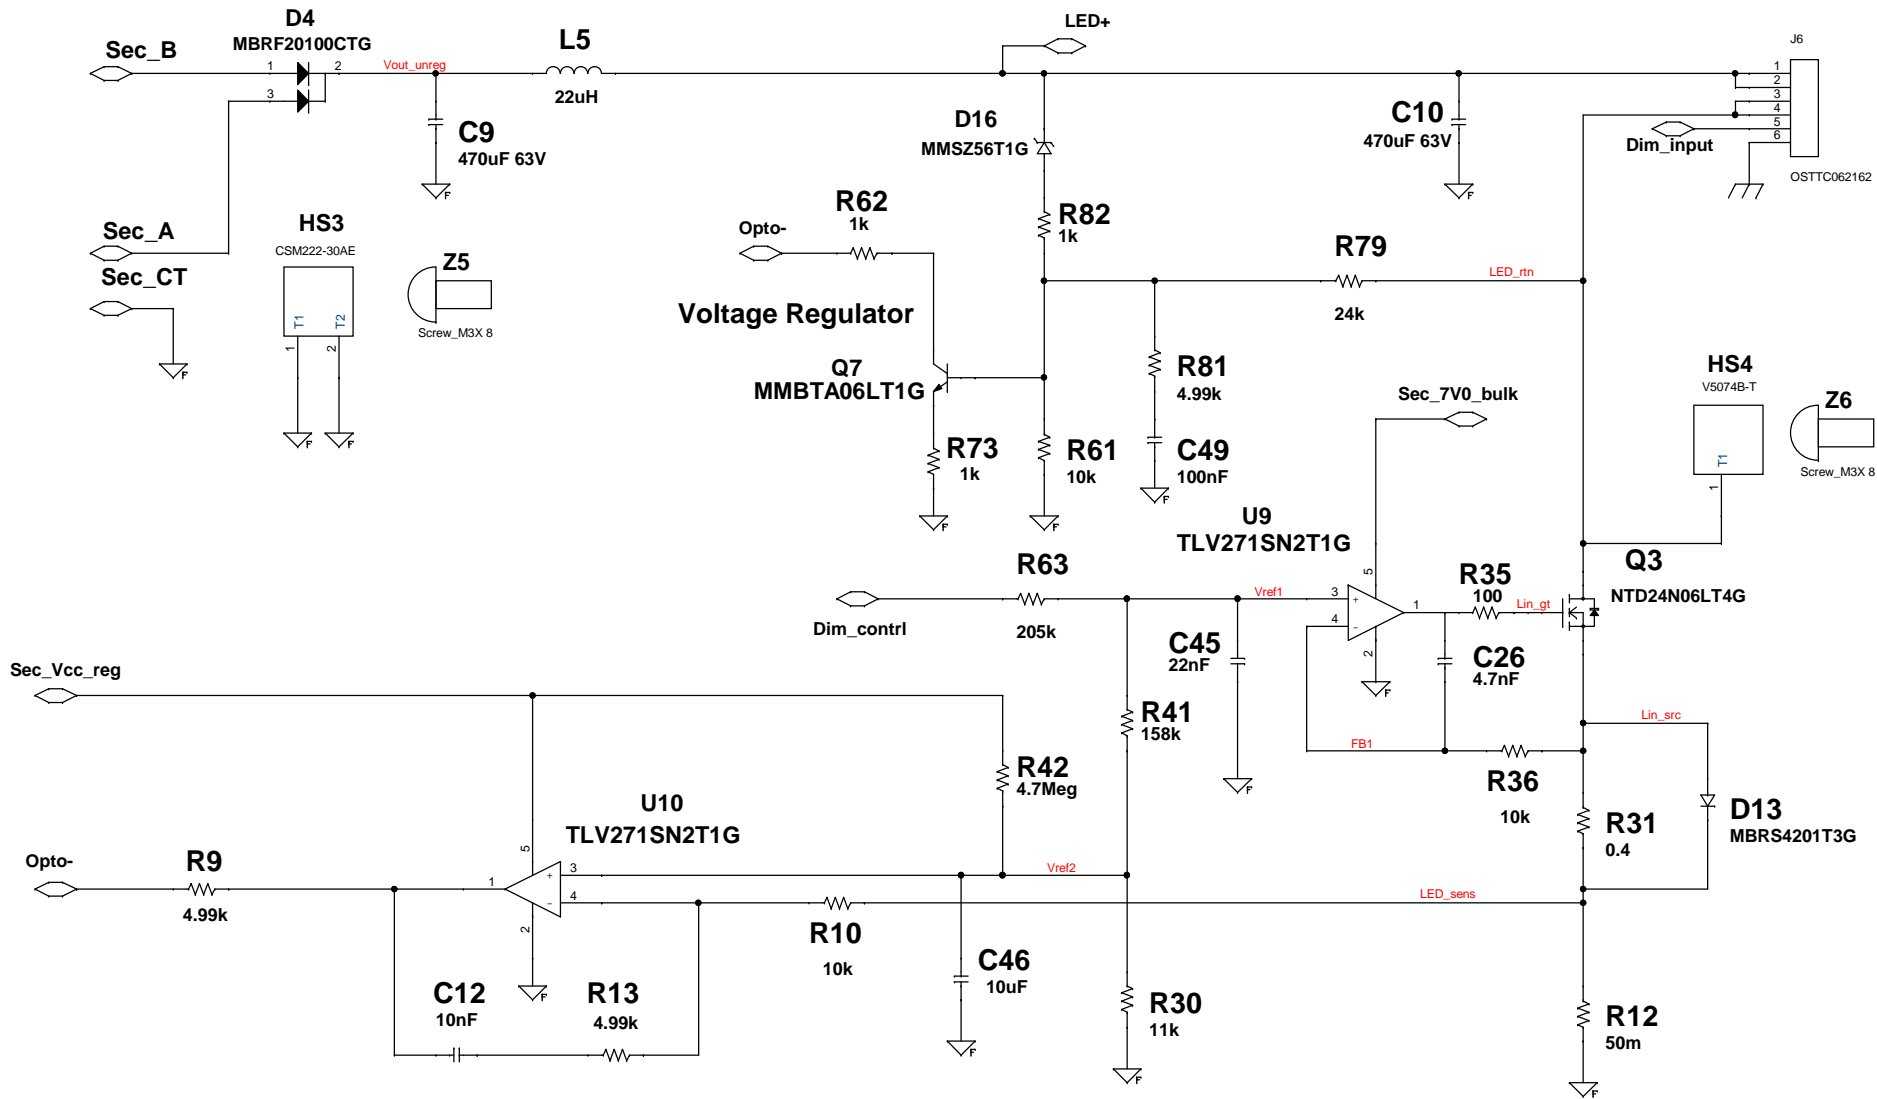 D4
MBRF20100CTG
Sec_B
1
2
3
Vout_unreg
L5
22uH
LED+
J6
1
2
3
4
5
6
OSTTC062162
C9
470uF 63V
F
D16
MMSZ56T1G
C10
470uF 63V
F
Dim_input
Sec_A
Sec_CT
F
HS3
CSM222-30AE
T1
T2
1
2
F
F
Z5
Screw_M3X 8
R62
1k
Opto-
R82
1k
R79
24k
LED_rtn
Voltage Regulator
Q7
MMBTA06LT1G
R81
4.99k
R73
1k
F
R61
10k
F
C49
100nF
F
Sec_7V0_bulk
HS4
V5074B-T
T1
1
Z6
Screw_M3X 8
U9
TLV271SN2T1G
R63
205k
Dim_contrl
Vref1
3
4
5
2
1
+
−
F
R35
100
Lin_gt
Q3
NTD24N06LT4G
C45
22nF
F
C26
4.7nF
Sec_Vcc_reg
R41
158k
Lin_src
FB1
R36
10k
R42
4.7Meg
R31
0.4
D13
MBRS4201T3G
U10
TLV271SN2T1G
Opto-
R9
4.99k
1
5
2
3
4
+
−
F
Vref2
LED_sens
R10
10k
C46
10uF
F
C12
10nF
R13
4.99k
R30
11k
F
R12
50m
F